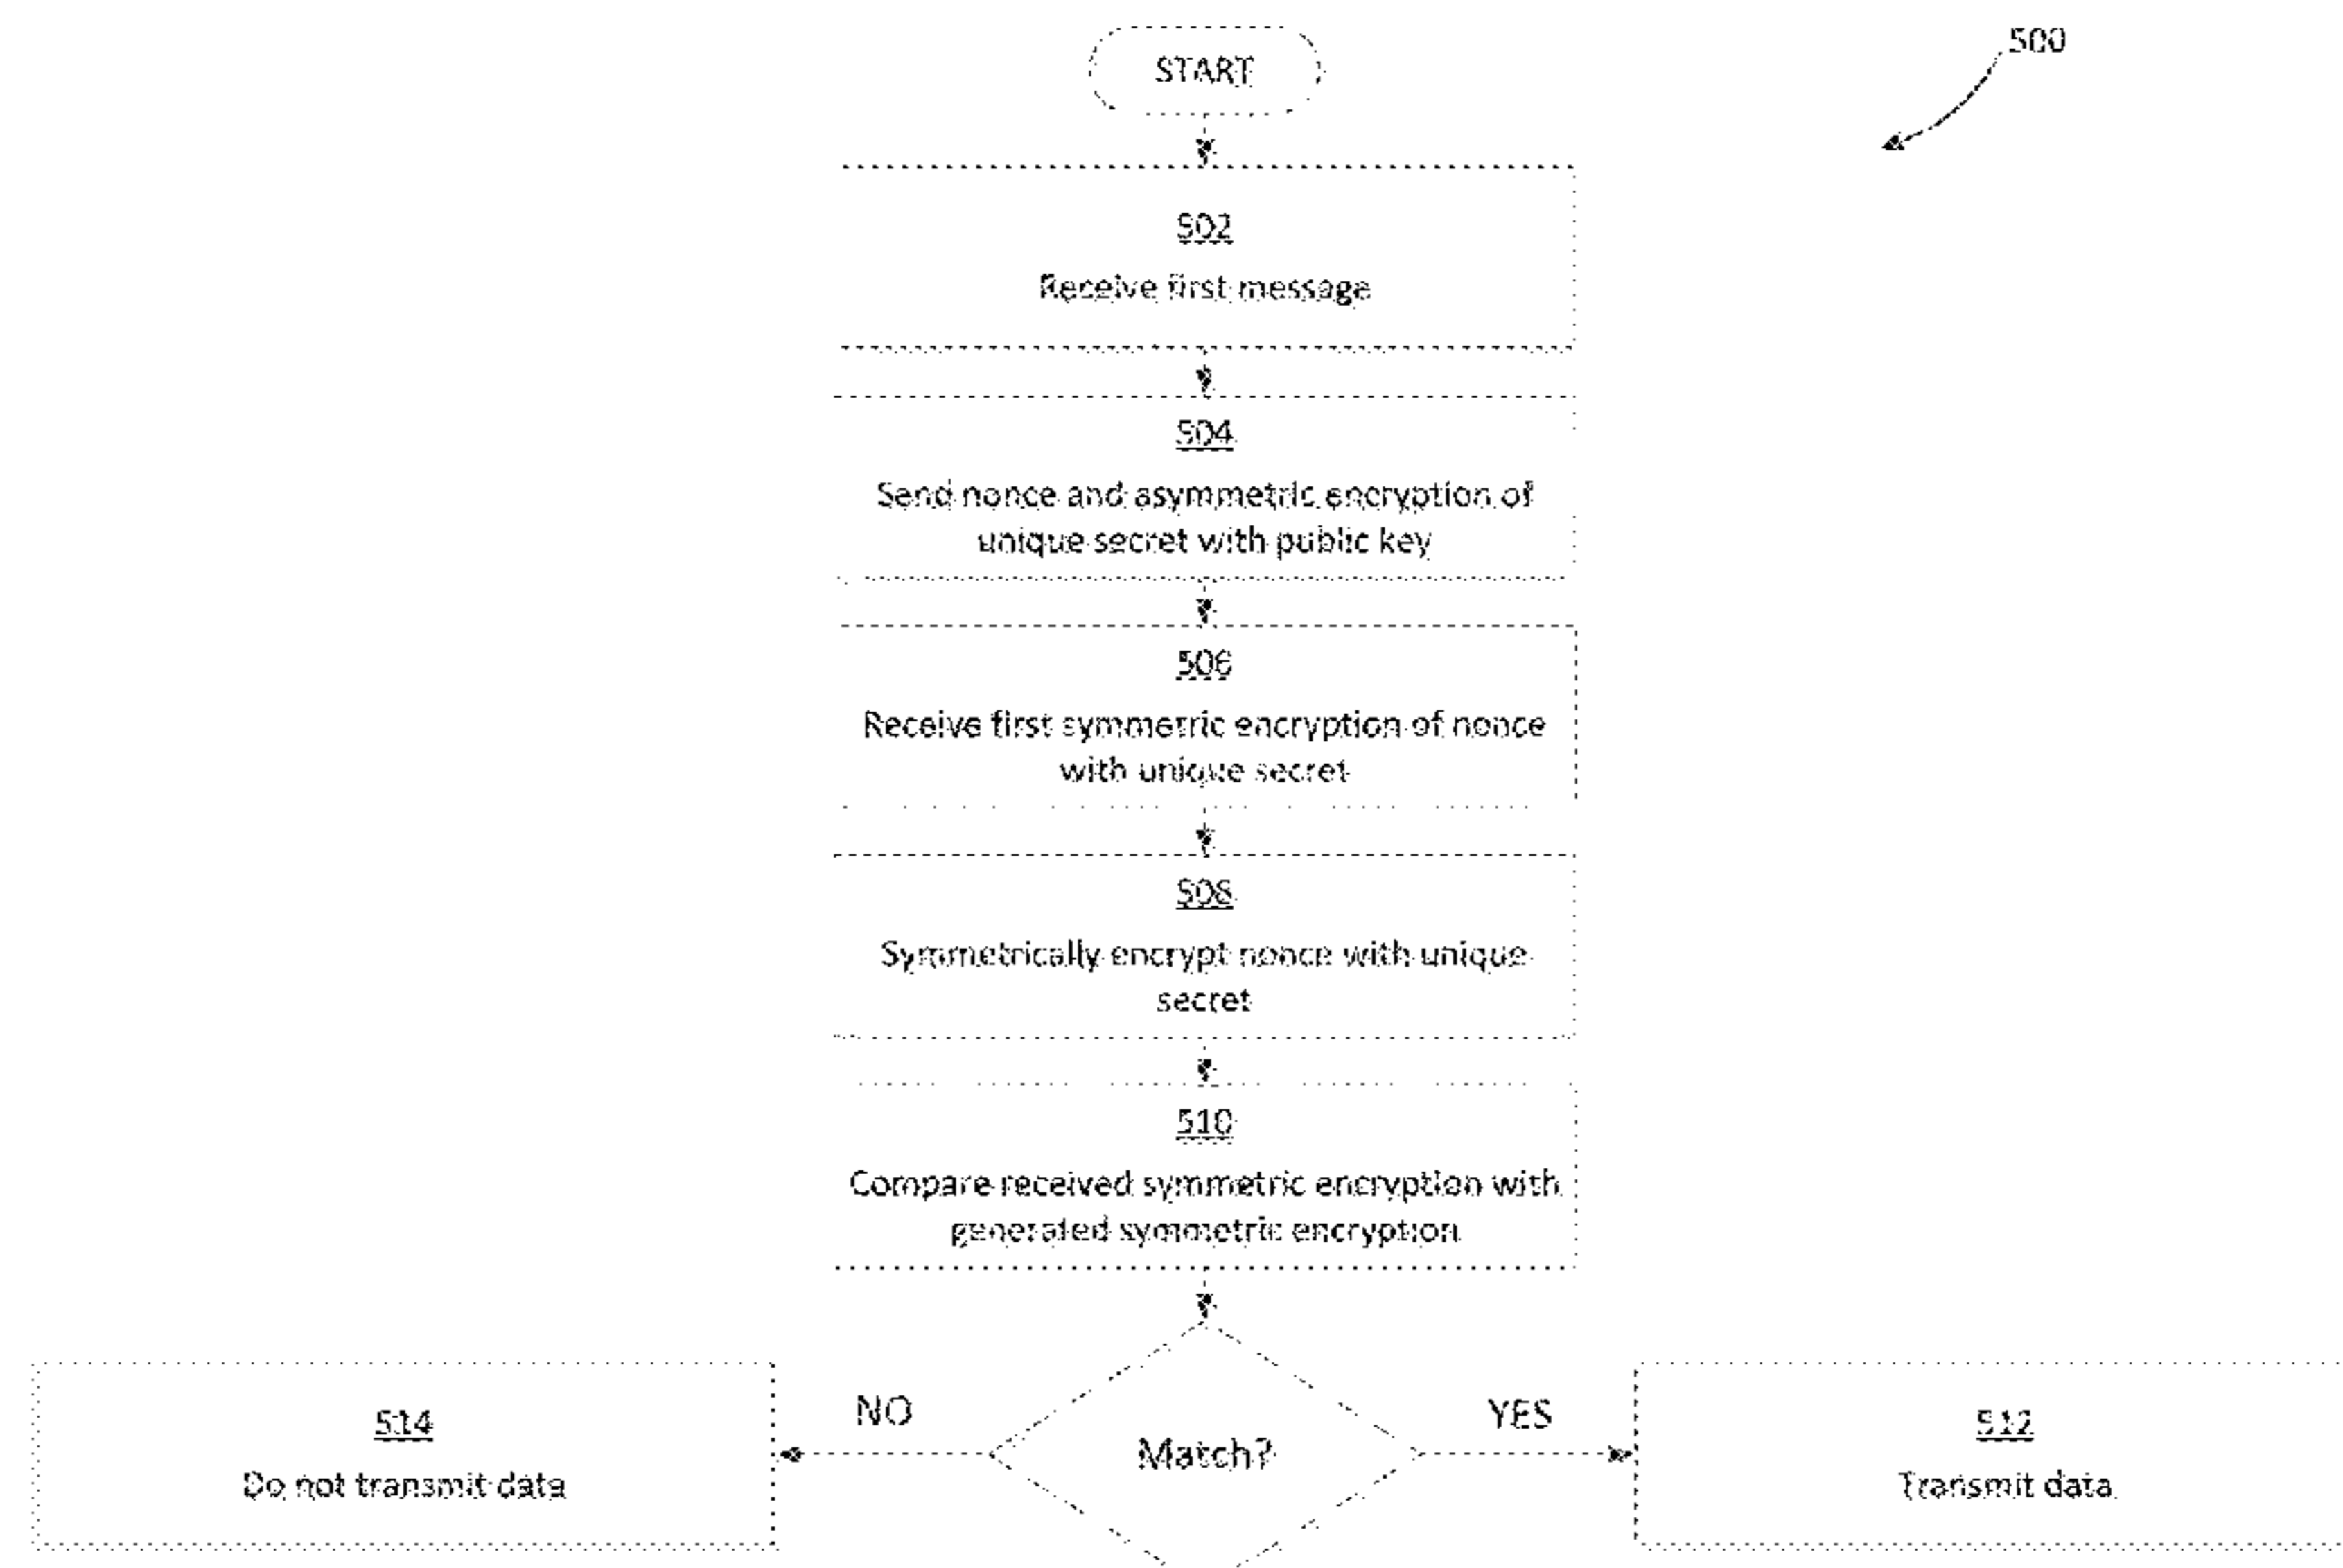 START
500
502
Receive first message
504
Send nonce and asymmetric encryption of
unique secret with public key
506
Receive first symmetric encryption of nonce
with unique secret
508
Symmetrically encrypt nonce with unique
secret
510
Compare received symmetric encryption with
generated symmetric encryption
NO
YES
514
Do not transmit data
Match?
512
Transmit data